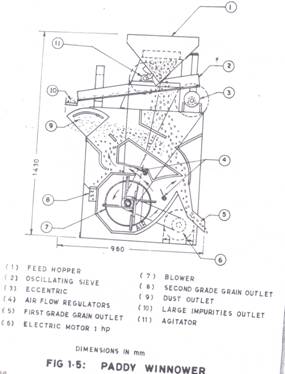 1
11
2
10
3
9
4
1430
8
5
7
6
960
(1) FEED HOPPER
(2) OSCILLATING SIEVE
(3) ECCENTRIC
(4) AIR FLOW REGULATORS
(5) FIRST GRADE GRAIN OUTLET
(6) ELECTRIC MOTOR 1 hp
(7) BLOWER
(8) SECOND GRADE GRAIN OUTLET
(9) DUST OUTLET
(10) LARGE IMPURITIES OUTLET
(11) AGITATOR
DIMENSIONS IN mm
FIG 1·5: PADDY WINNOWER